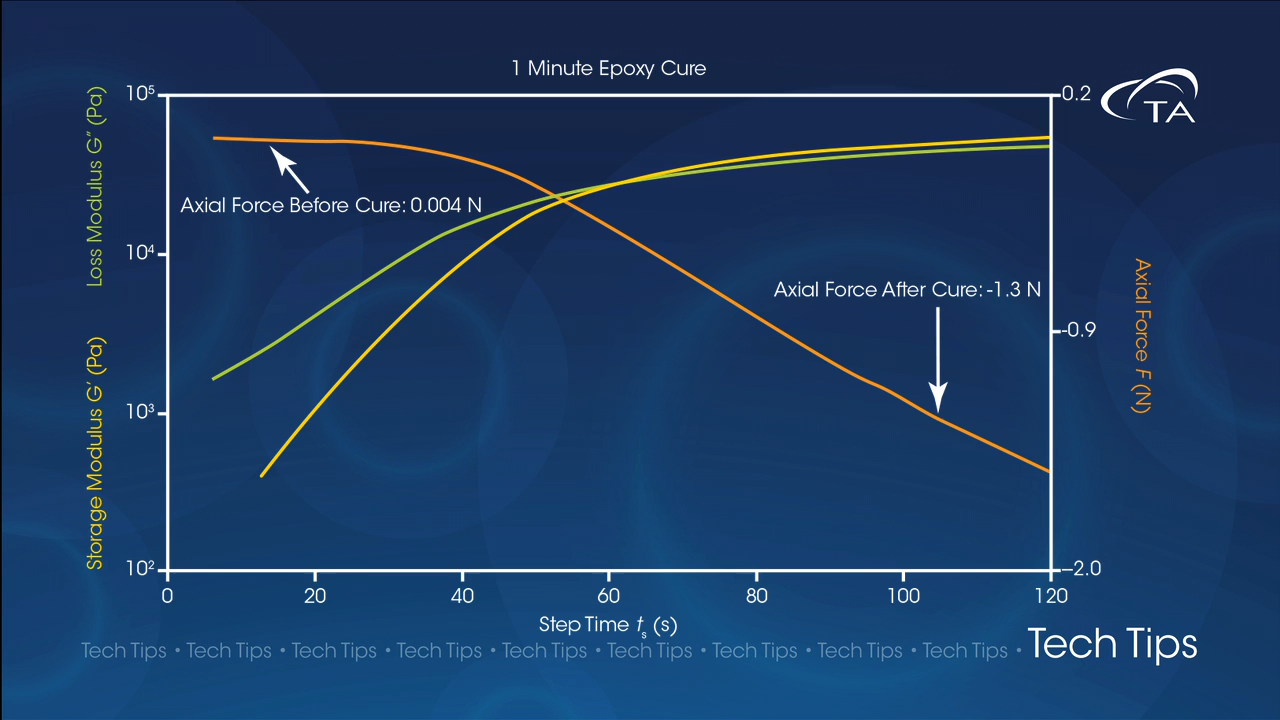 1 Minute Epoxy Cure
TA
Loss Modulus G″ (Pa)
Storage Modulus G′ (Pa)
10⁵
10⁴
10³
10²
0.2
-0.9
–2.0
Axial Force F (N)
Axial Force Before Cure: 0.004 N
Axial Force After Cure: -1.3 N
0 20 40 60 80 100 120
Step Time tₛ (s)
Tech Tips • Tech Tips • Tech Tips • Tech Tips • Tech Tips • Tech Tips • Tech Tips • Tech Tips • Tech Tips • Tech Tips